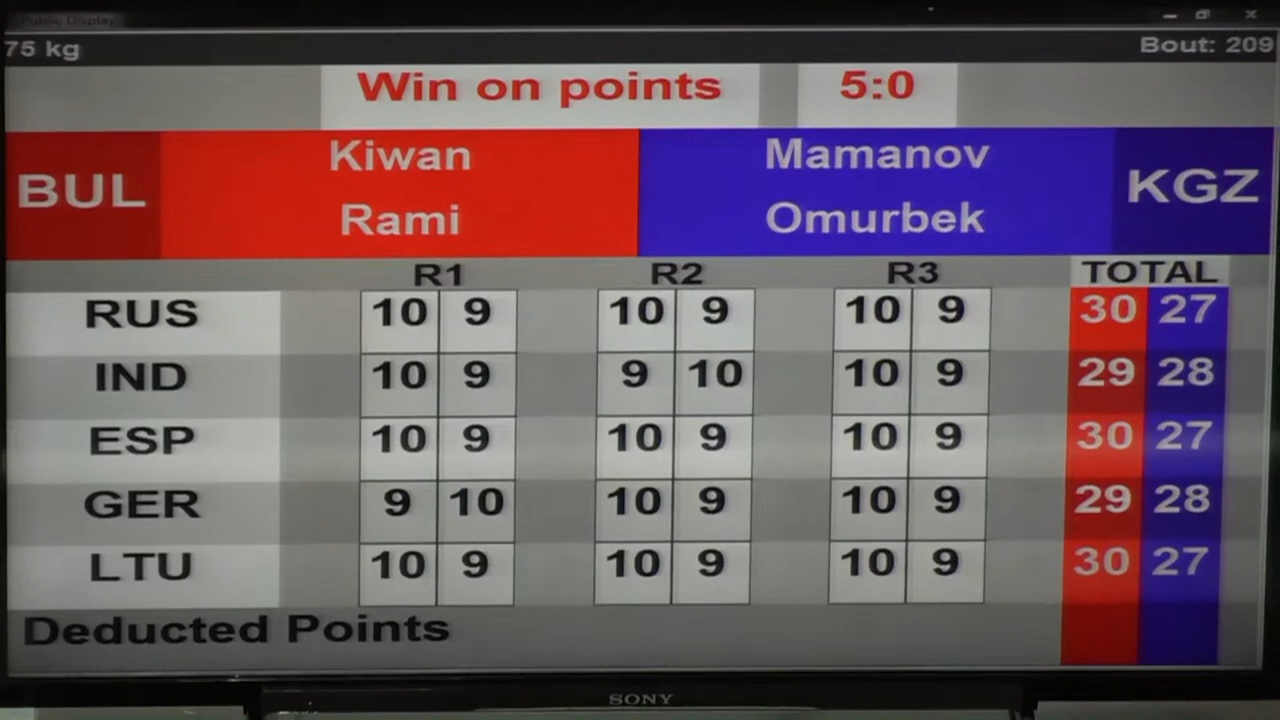 Public Display
75 kg Bout: 209
Win on points 5:0
BUL Kiwan Rami Mamanov Omurbek KGZ
R1 R2 R3 TOTAL
RUS 10 9 10 9 10 9 30 27
IND 10 9 9 10 10 9 29 28
ESP 10 9 10 9 10 9 30 27
GER 9 10 10 9 10 9 29 28
LTU 10 9 10 9 10 9 30 27
Deducted Points
SONY